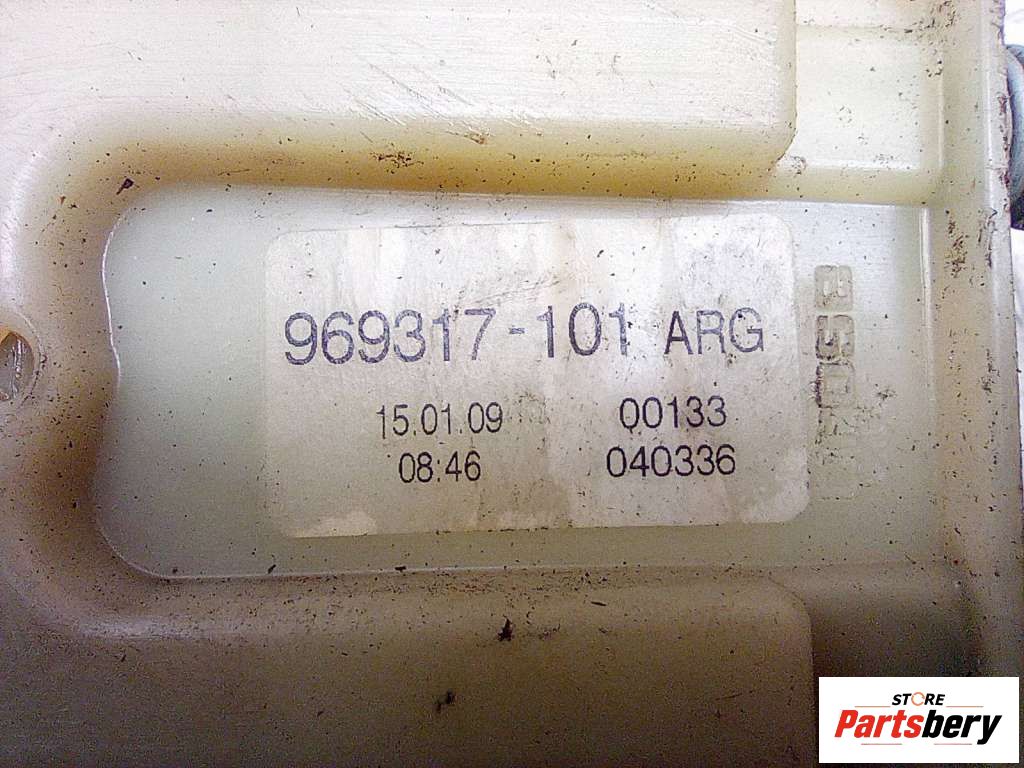 969317-101 ARG
15.01.09 00133
08:46 040336
STORE
Partsbery